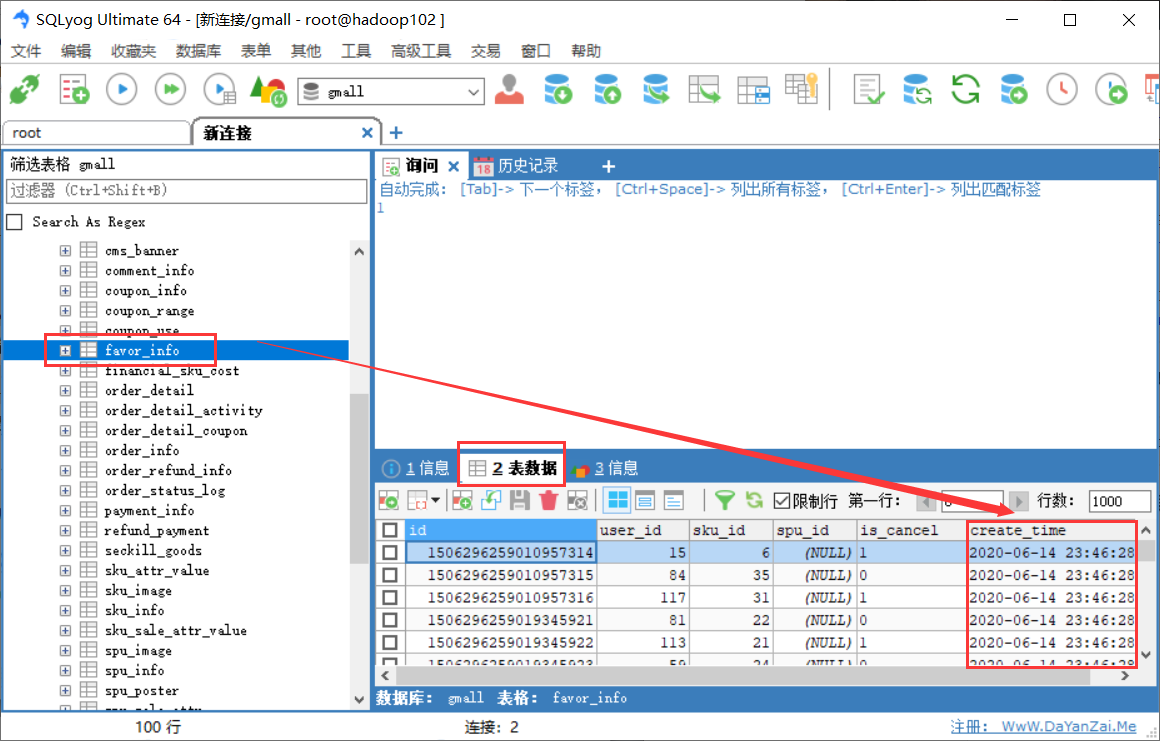 SQLyog Ultimate 64 - [新连接/gmall - root@hadoop102 ]
文件 编辑 收藏夹 数据库 表单 其他 工具 高级工具 交易 窗口 帮助
gmall
root 新连接
筛选表格 gmall
过滤器 (Ctrl+Shift+B)
Search As Regex
cms_banner
comment_info
coupon_info
coupon_range
coupon_use
favor_info
financial_sku_cost
order_detail
order_detail_activity
order_detail_coupon
order_info
order_refund_info
order_status_log
payment_info
refund_payment
seckill_goods
sku_attr_value
sku_image
sku_info
sku_sale_attr_value
spu_image
spu_info
spu_poster
询问 18 历史记录
自动完成: [Tab]-> 下一个标签, [Ctrl+Space]-> 列出所有标签, [Ctrl+Enter]-> 列出匹配标签
1
1 信息 2 表数据 3 信息
限制行 第一行: 行数: 1000
id user_id sku_id spu_id is_cancel create_time
1506296259010957314 15 6 (NULL) 1 2020-06-14 23:46:28
1506296259010957315 84 35 (NULL) 0 2020-06-14 23:46:28
1506296259010957316 117 31 (NULL) 1 2020-06-14 23:46:28
1506296259019345921 81 22 (NULL) 0 2020-06-14 23:46:28
1506296259019345922 113 21 (NULL) 1 2020-06-14 23:46:28
1506296259019345923 59 24 (NULL) 0 2020-06-14 23:46:28
数据库: gmall 表格: favor_info
100 行 连接: 2 注册: WwW.DaYanZai.Me